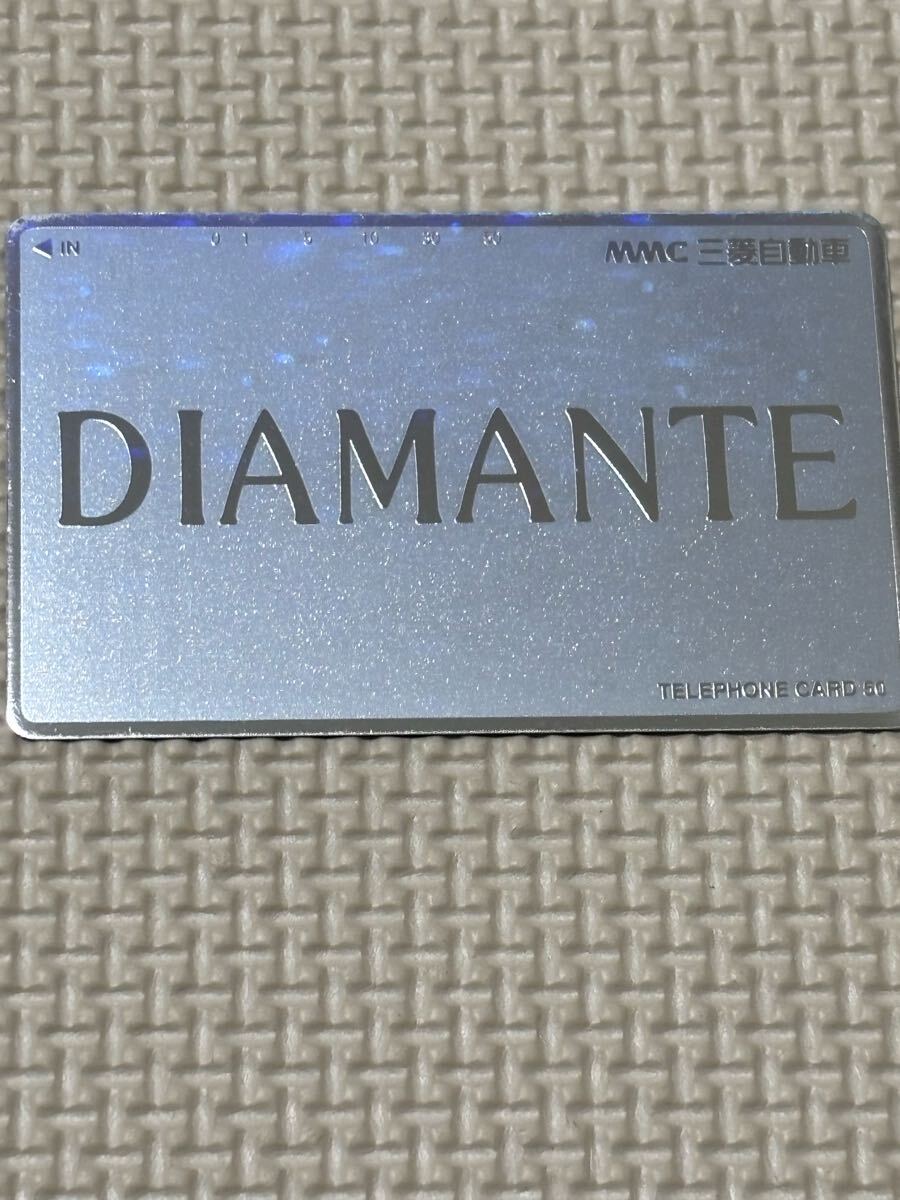 ◀ IN 0 1 5 10 30 50
MMC 三菱自動車
DIAMANTE
TELEPHONE CARD 50